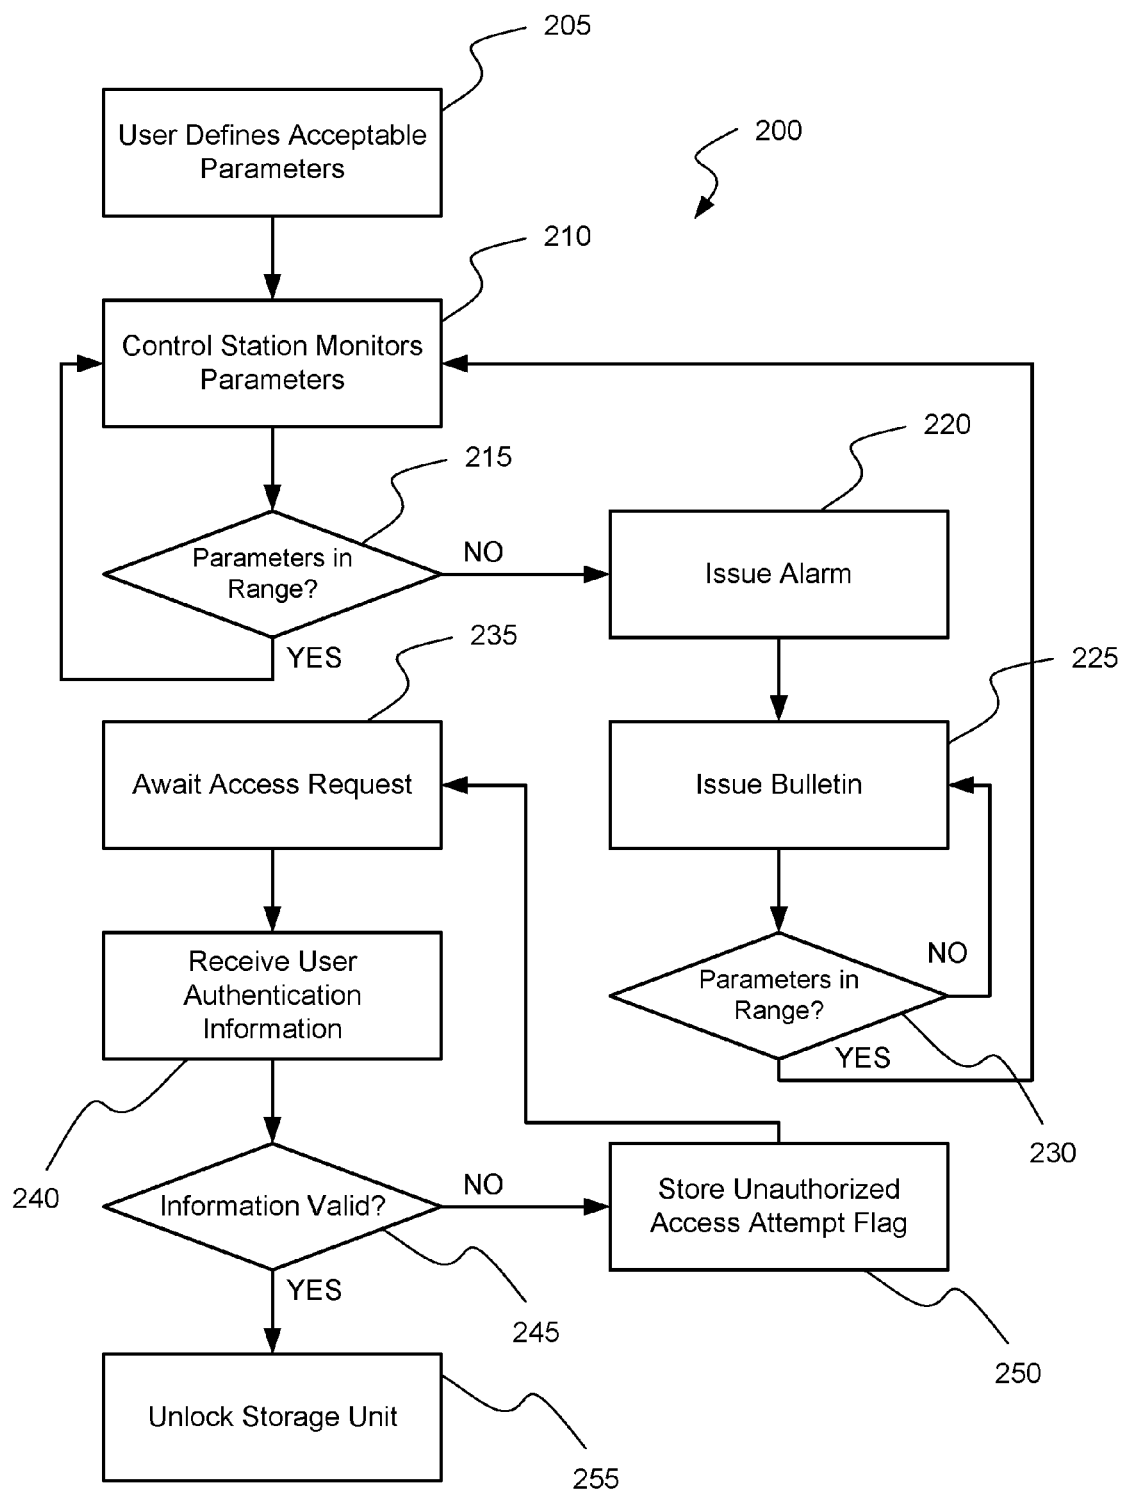 205
User Defines Acceptable
Parameters
200
210
Control Station Monitors
Parameters
220
215
Parameters in
Range?
NO
Issue Alarm
YES
235
225
Await Access Request
Issue Bulletin
Receive User
Authentication
Information
NO
Parameters in
Range?
YES
230
240
Information Valid?
NO
Store Unauthorized
Access Attempt Flag
YES
245
250
Unlock Storage Unit
255